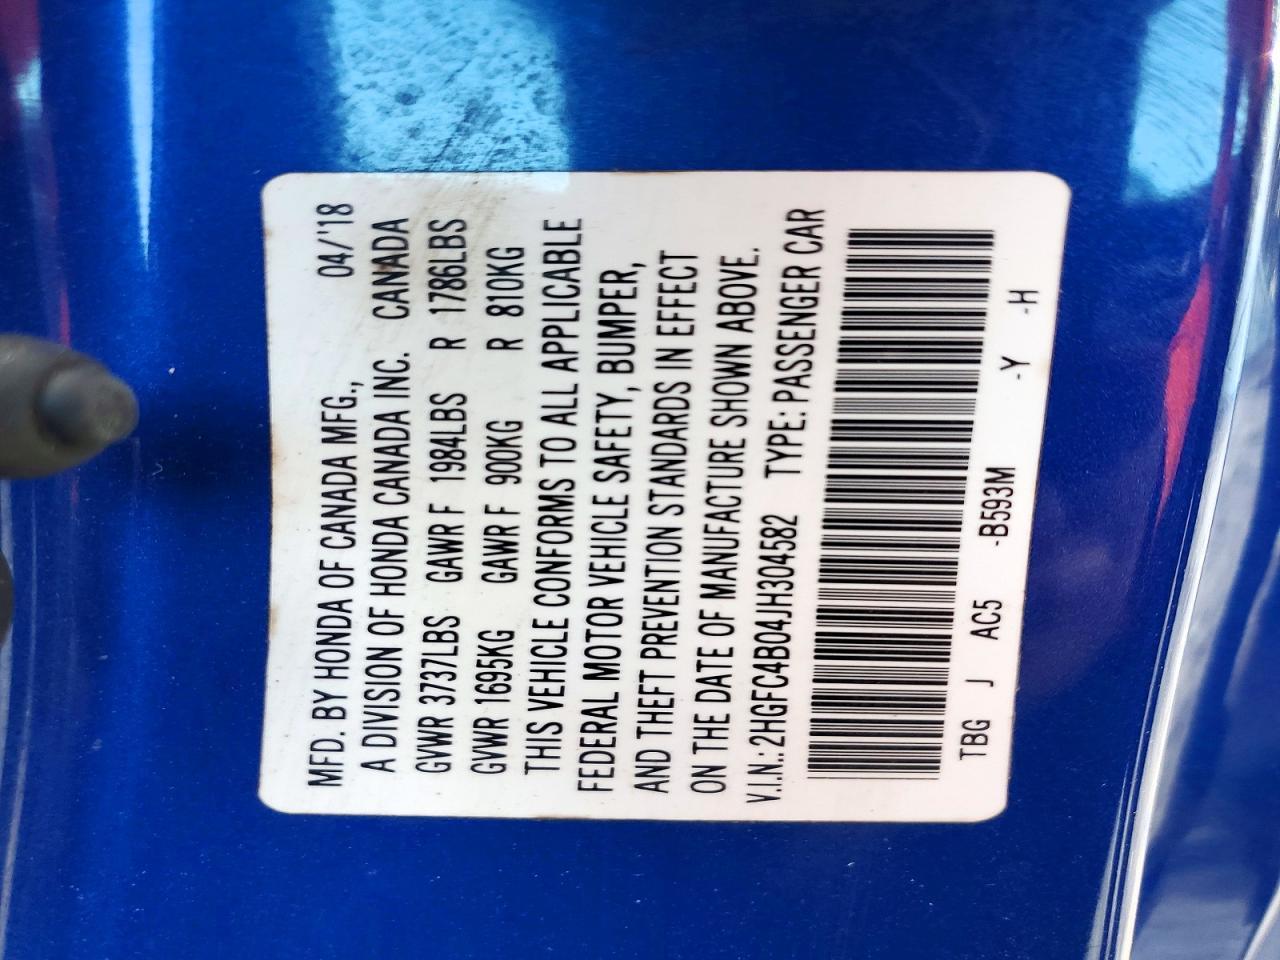 MFD. BY HONDA OF CANADA MFG., 04/'18
A DIVISION OF HONDA CANADA INC. CANADA
GVWR 3737LBS GAWR F 1984LBS R 1786LBS
GVWR 1695KG GAWR F 900KG R 810KG
THIS VEHICLE CONFORMS TO ALL APPLICABLE
FEDERAL MOTOR VEHICLE SAFETY, BUMPER,
AND THEFT PREVENTION STANDARDS IN EFFECT
ON THE DATE OF MANUFACTURE SHOWN ABOVE.
V.I.N.: 2HGFC4B04JH304582 TYPE: PASSENGER CAR
TBG J AC5 -B593M -Y -H